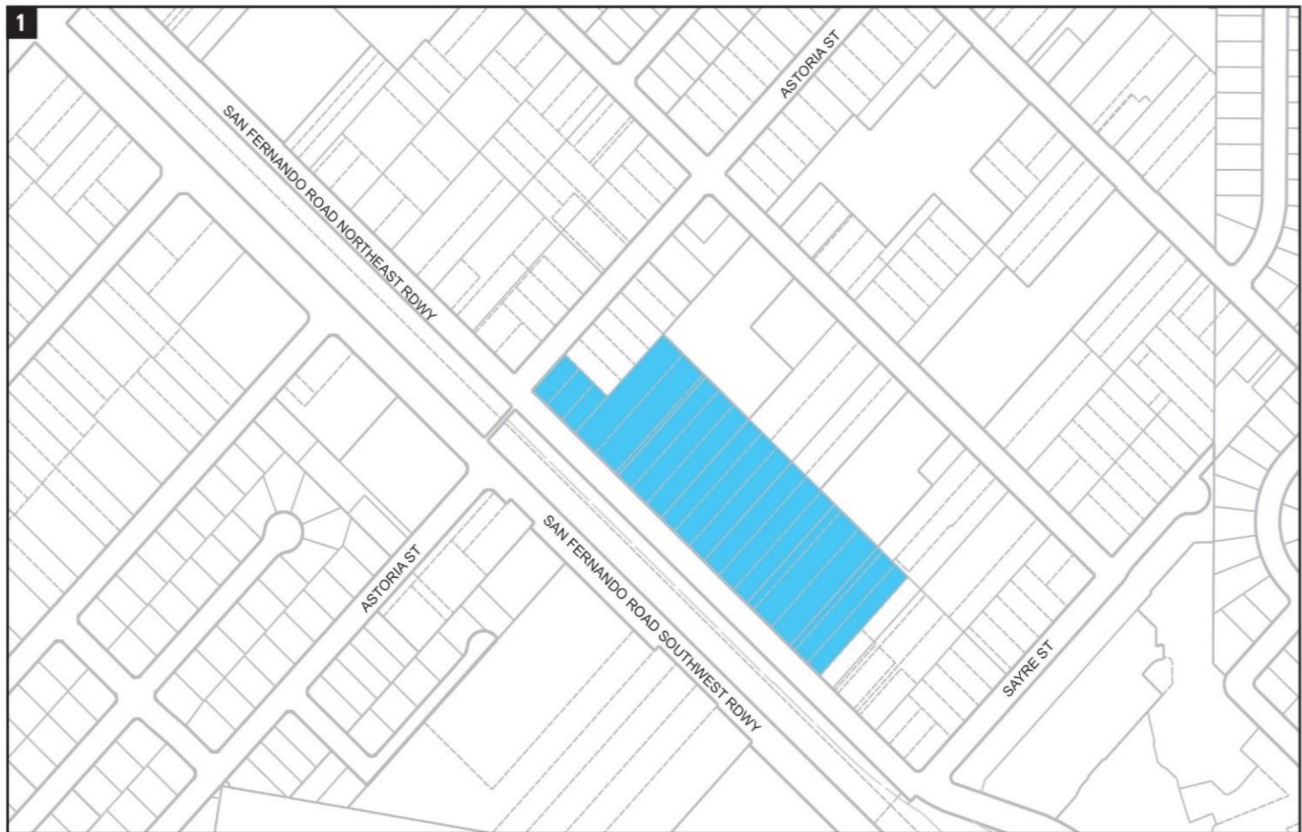 1
ASTORIA ST
SAN FERNANDO ROAD NORTHEAST RDWY
SAN FERNANDO ROAD SOUTHWEST RDWY
ASTORIA ST
SAYRE ST